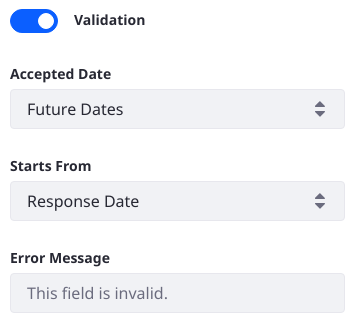 Validation
Accepted Date
Future Dates
Starts From
Response Date
Error Message
This field is invalid.